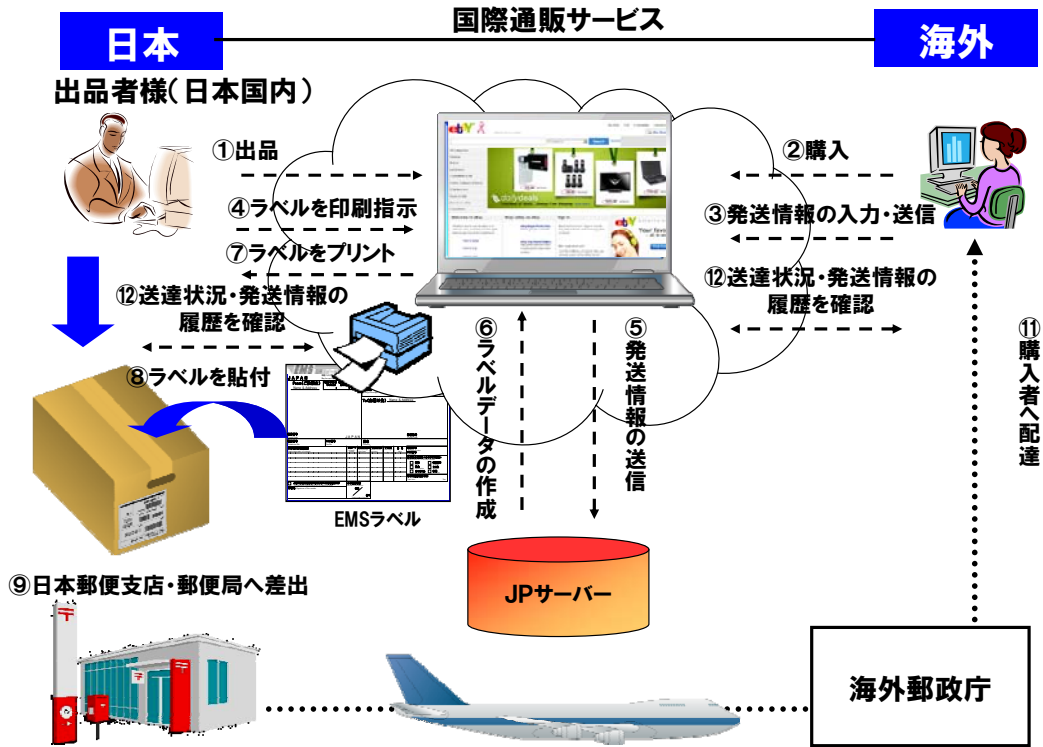 国際通販サービス
日本
海外
出品者様(日本国内)
ebY
①出品
②購入
dailydeals
④ラベルを印刷指示
③発送情報の入力・送信
ebY
⑦ラベルをプリント
⑫送達状況・発送情報の
履歴を確認
⑫送達状況・発送情報の
履歴を確認
⑥ラベルデータの作成
⑤発送情報の送信
⑪購入者へ配達
⑧ラベルを貼付
EMS
JAPAN
EMSラベル
JPサーバー
⑨日本郵便支店・郵便局へ差出
海外郵政庁